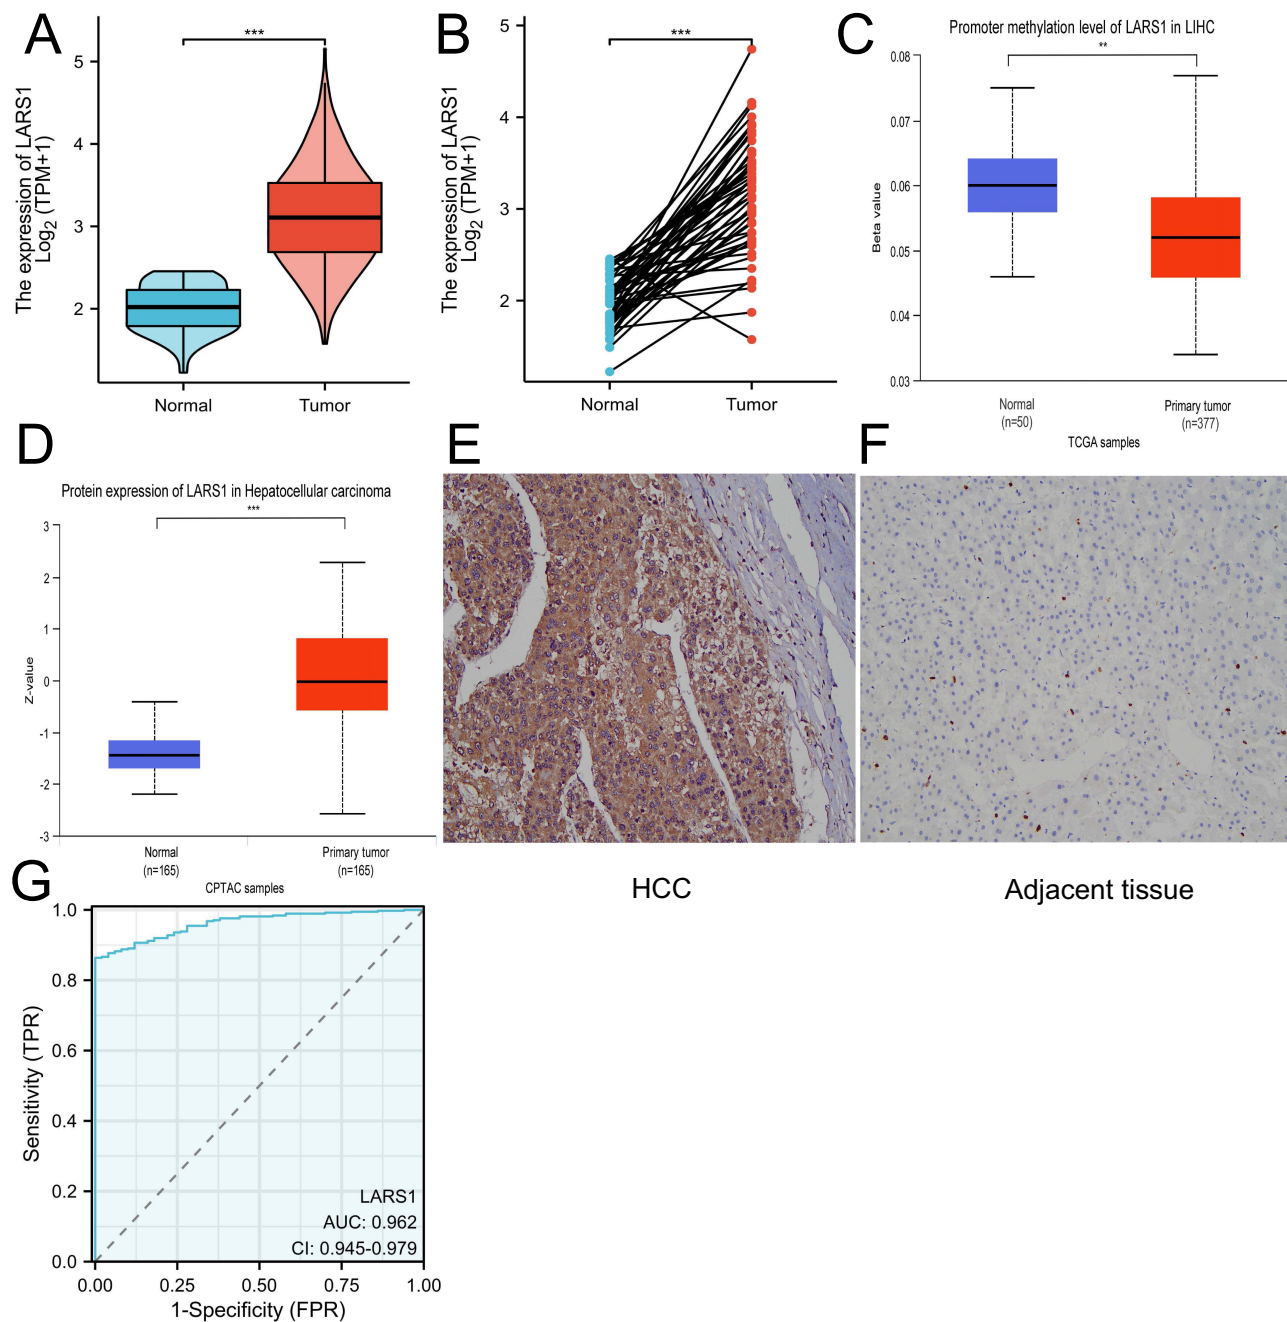 A
The expression of LARS1
Log2 (TPM+1)
***
5
4
3
2
Normal
Tumor
B
The expression of LARS1
Log2 (TPM+1)
***
5
4
3
2
Normal
Tumor
C
Promoter methylation level of LARS1 in LIHC
**
Beta value
0.08
0.07
0.06
0.05
0.04
0.03
Normal
(n=50)
Primary tumor
(n=377)
TCGA samples
D
Protein expression of LARS1 in Hepatocellular carcinoma
***
Z-value
3
2
1
0
-1
-2
-3
Normal
(n=165)
Primary tumor
(n=165)
CPTAC samples
E
HCC
F
Adjacent tissue
G
Sensitivity (TPR)
1.0
0.8
0.6
0.4
0.2
0.0
LARS1
AUC: 0.962
CI: 0.945-0.979
0.00
0.25
0.50
0.75
1.00
1-Specificity (FPR)